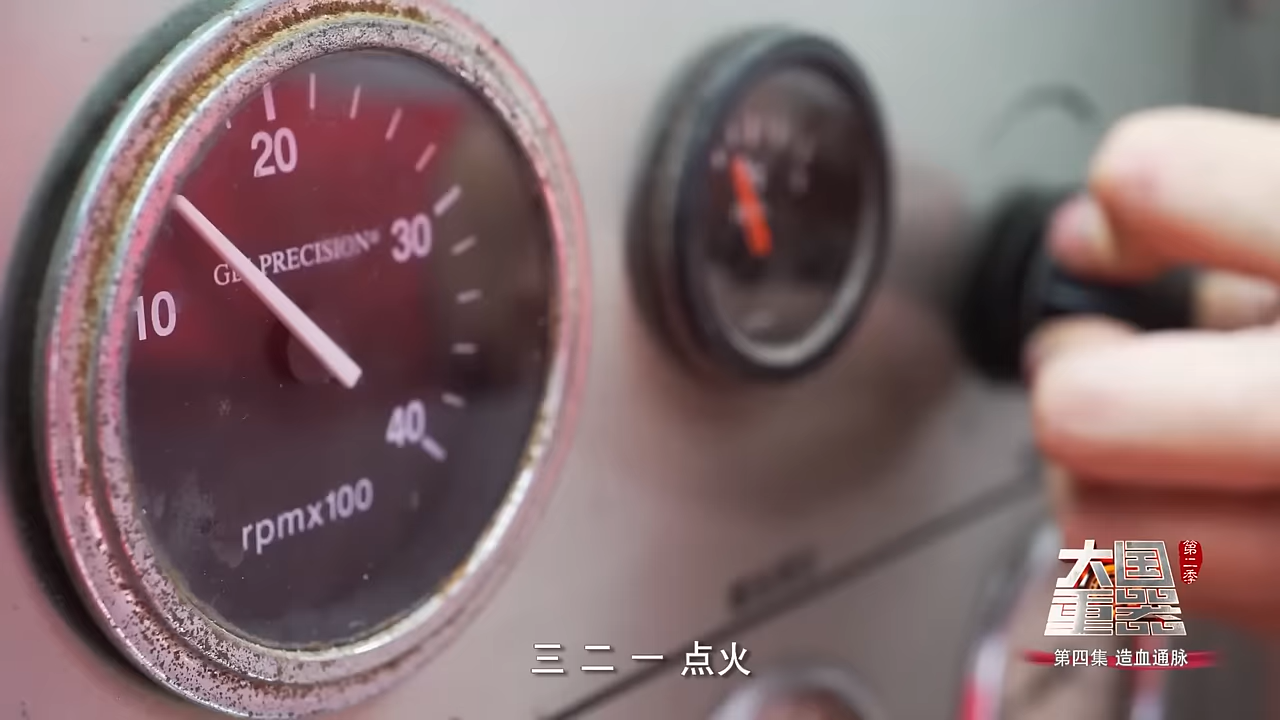 20
GE PRECISION®
30
10
40
rpmx100
大国
重器
第二季
三 二 一 点火
第四集 造血通脉